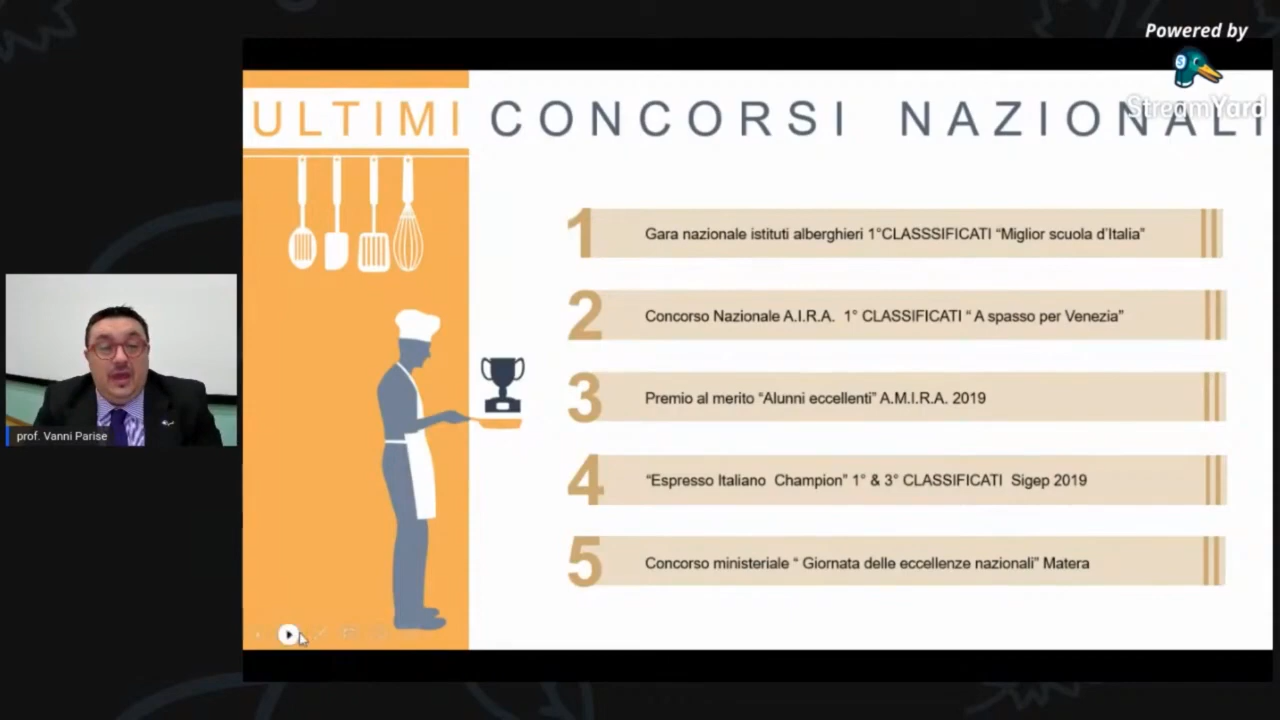 Powered by
StreamYard
ULTIMI CONCORSI NAZIONALI
1 Gara nazionale istituti alberghieri 1°CLASSSIFICATI “Miglior scuola d’Italia”
2 Concorso Nazionale A.I.R.A. 1° CLASSIFICATI “ A spasso per Venezia”
3 Premio al merito “Alunni eccellenti” A.M.I.R.A. 2019
4 “Espresso Italiano Champion” 1° & 3° CLASSIFICATI Sigep 2019
5 Concorso ministeriale “ Giornata delle eccellenze nazionali” Matera
prof. Vanni Parise